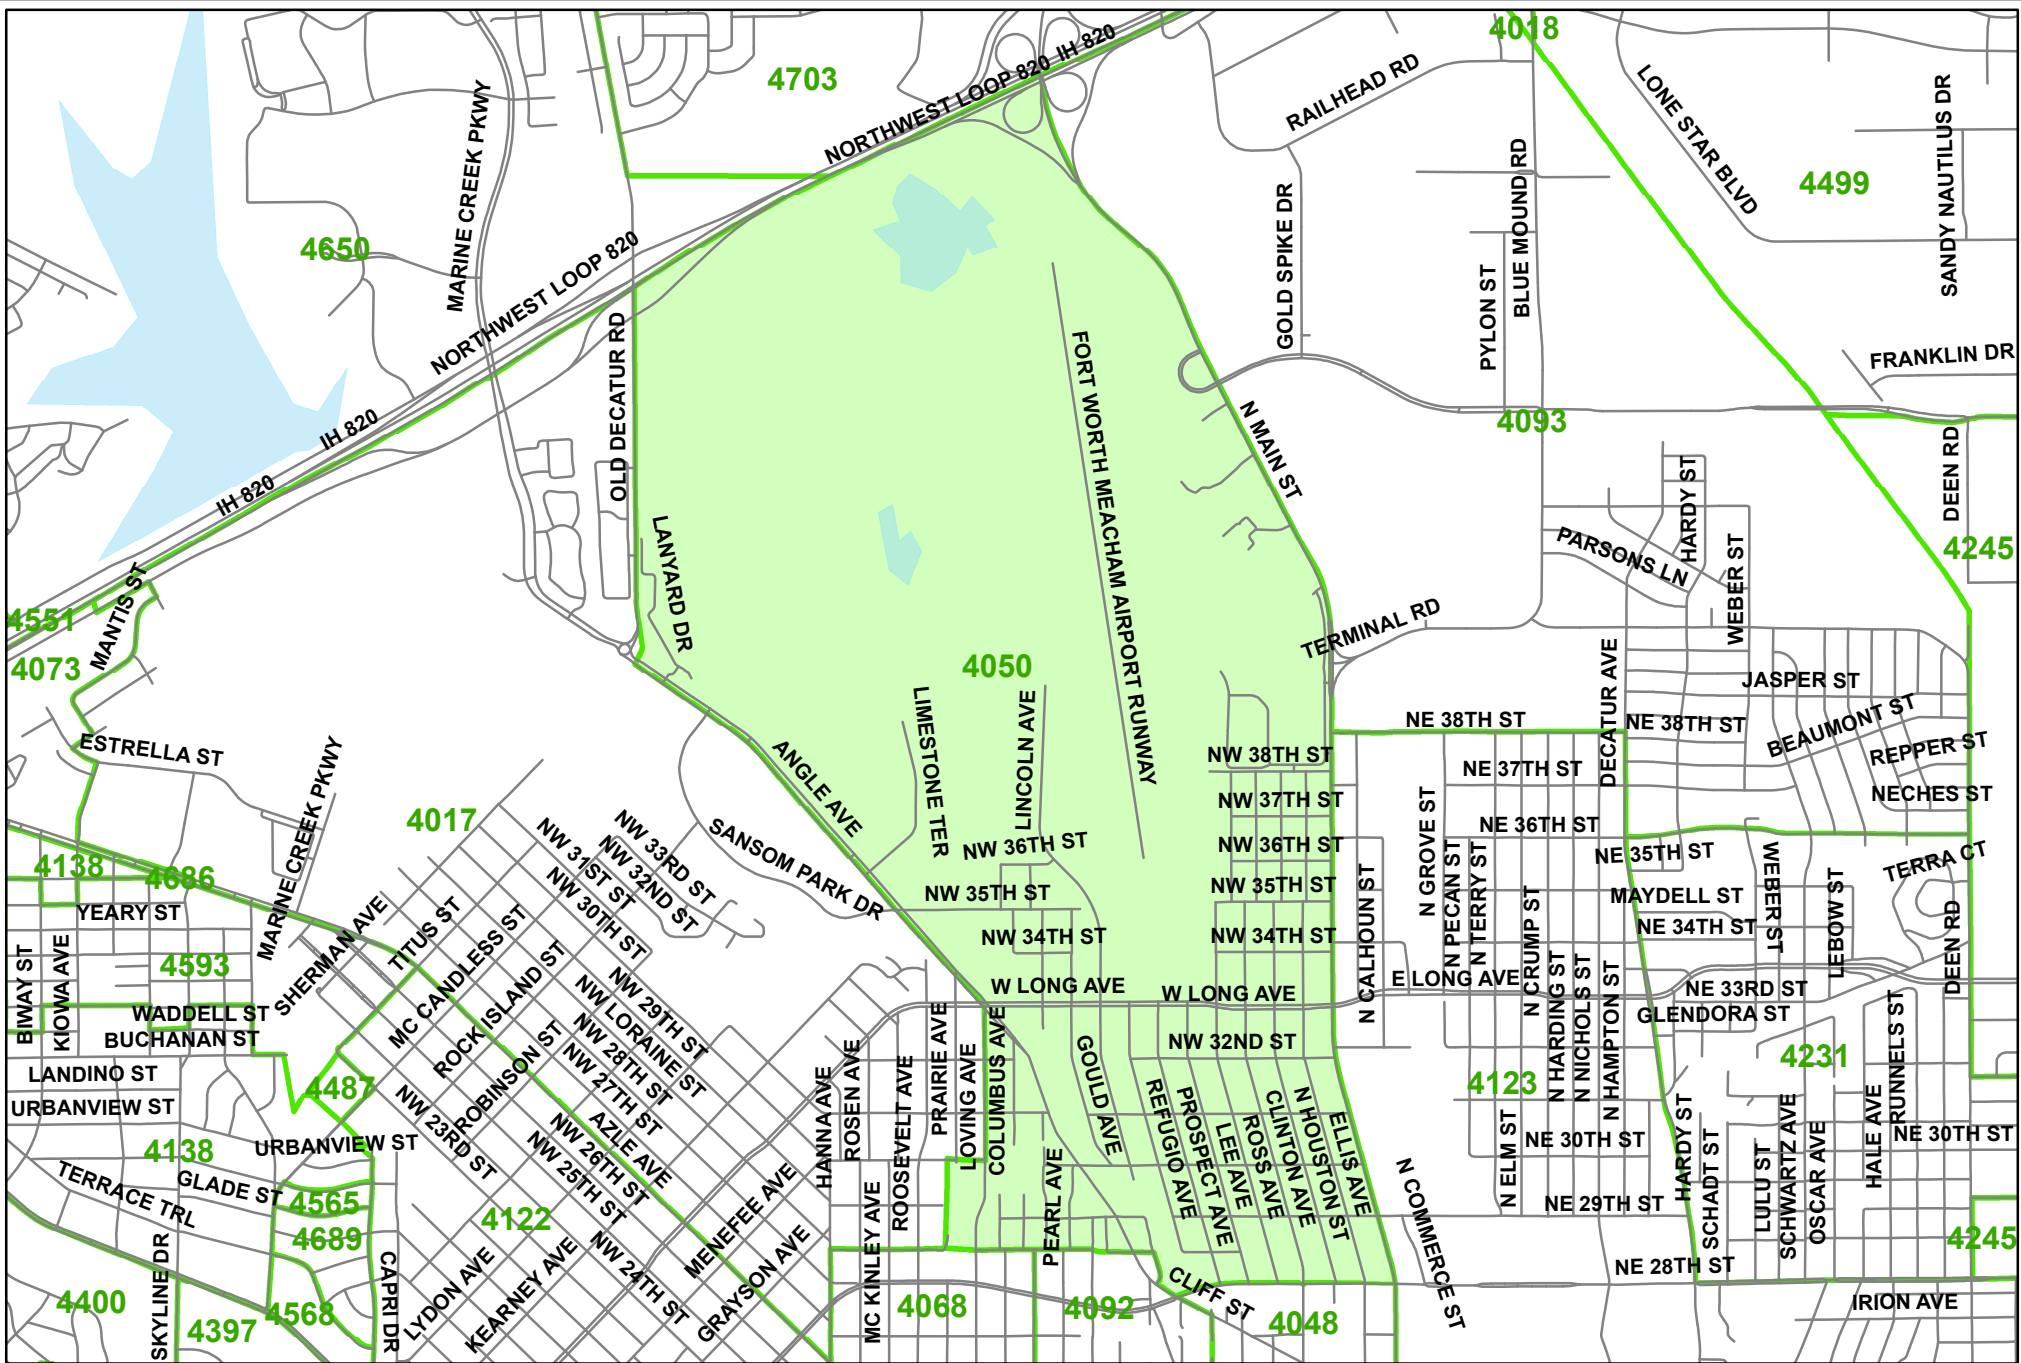 4018
4703
IH 820
NORTHWEST LOOP 820
RAILHEAD RD
LONE STAR BLVD
SANDY NAUTILUS DR
MARINE CREEK PKWY
4499
BLUE MOUND RD
4650
NORTHWEST LOOP 820
GOLD SPIKE DR
PYLON ST
OLD DECATUR RD
FORT WORTH MEACHAM AIRPORT RUNWAY
FRANKLIN DR
N MAIN ST
4093
IH 820
IH 820
DEEN RD
HARDY ST
PARSONS LN
WEBER ST
4245
LANYARD DR
MANTIS ST
4551
4073
TERMINAL RD
4050
DECATUR AVE
JASPER ST
LIMESTONE TER
LINCOLN AVE
NE 38TH ST
NE 38TH ST
BEAUMONT ST
REPPER ST
ESTRELLA ST
MARINE CREEK PKWY
ANGLE AVE
NW 38TH ST
NE 37TH ST
NECHES ST
NW 37TH ST
N GROVE ST
4017
NW 33RD ST
NW 32ND ST
NW 31ST ST
NW 30TH ST
SANSOM PARK DR
NW 36TH ST
NW 36TH ST
NE 36TH ST
NE 35TH ST
WEBER ST
TERRA CT
4138
4686
NW 35TH ST
NW 35TH ST
N PECAN ST
N TERRY ST
MAYDELL ST
LEBOW ST
YEARY ST
SHERMAN AVE
TITUS ST
MC CANDLESS ST
ROCK ISLAND ST
NW 34TH ST
NW 34TH ST
N CALHOUN ST
N CRUMP ST
NE 34TH ST
DEEN RD
BIWAY ST
KIOWA AVE
4593
NW 29TH ST
NW LORAINE ST
NW 28TH ST
NW 27TH ST
W LONG AVE
W LONG AVE
E LONG AVE
N HARDING ST
N NICHOLS ST
N HAMPTON ST
NE 33RD ST
WADDELL ST
GLENDORA ST
BUCHANAN ST
ROBINSON ST
PRAIRIE AVE
LOVING AVE
COLUMBUS AVE
GOULD AVE
NW 32ND ST
4231
RUNNELS ST
LANDINO ST
4487
NW 23RD ST
AZLE AVE
HANNA AVE
ROSEN AVE
ROOSEVELT AVE
4123
URBANVIEW ST
REFUGIO AVE
PROSPECT AVE
LEE AVE
ROSS AVE
CLINTON AVE
N HOUSTON ST
ELLIS AVE
N ELM ST
HARDY ST
SCHADT ST
LULU ST
SCHWARTZ AVE
OSCAR AVE
HALE AVE
4138
URBANVIEW ST
NW 26TH ST
NW 25TH ST
NE 30TH ST
NE 30TH ST
TERRACE TRL
GLADE ST
4565
4122
MENEFEE AVE
MC KINLEY AVE
PEARL AVE
N COMMERCE ST
NE 29TH ST
4689
SKYLINE DR
CAPRI DR
LYDON AVE
KEARNEY AVE
NW 24TH ST
GRAYSON AVE
4245
NE 28TH ST
4400
4568
4397
4068
4092
CLIFF ST
4048
IRION AVE